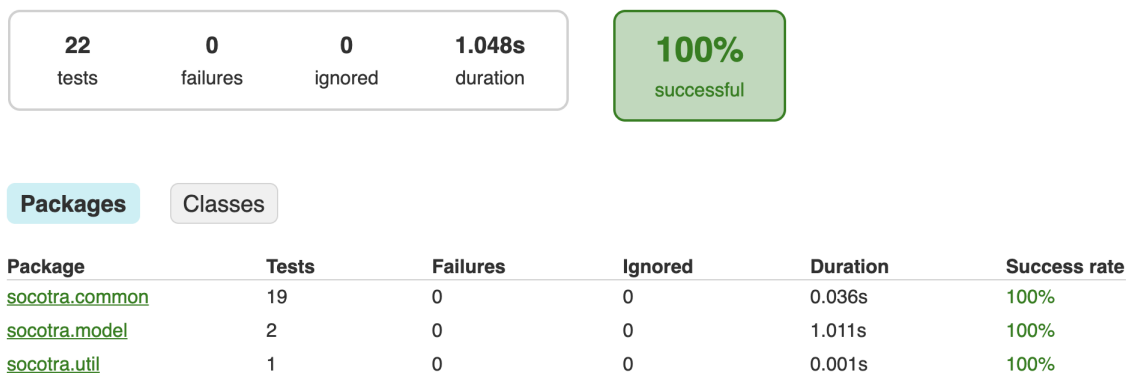 22 0 0 1.048s
tests failures ignored duration
100%
successful
Packages Classes
Package Tests Failures Ignored Duration Success rate
socotra.common 19 0 0 0.036s 100%
socotra.model 2 0 0 1.011s 100%
socotra.util 1 0 0 0.001s 100%